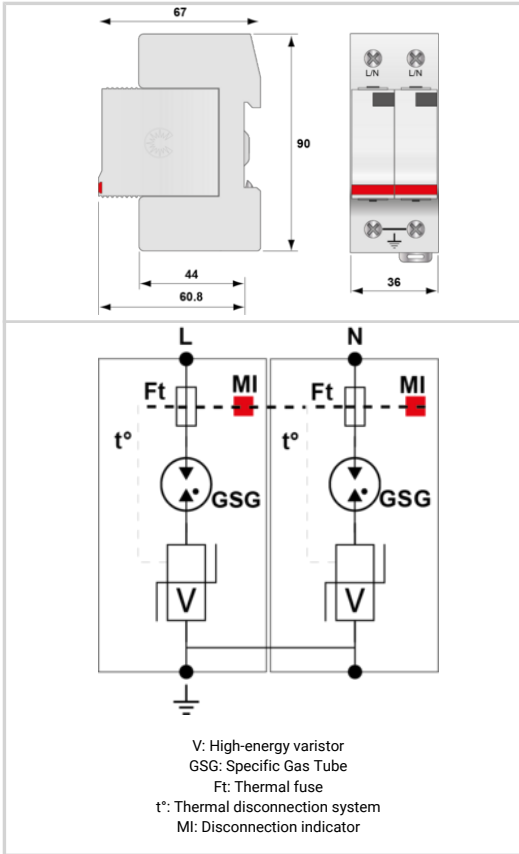 67
L/N L/N
90
44
60.8
36
L N
Ft MI Ft MI
t° t°
GSG GSG
V V
V: High-energy varistor
GSG: Specific Gas Tube
Ft: Thermal fuse
t°: Thermal disconnection system
MI: Disconnection indicator